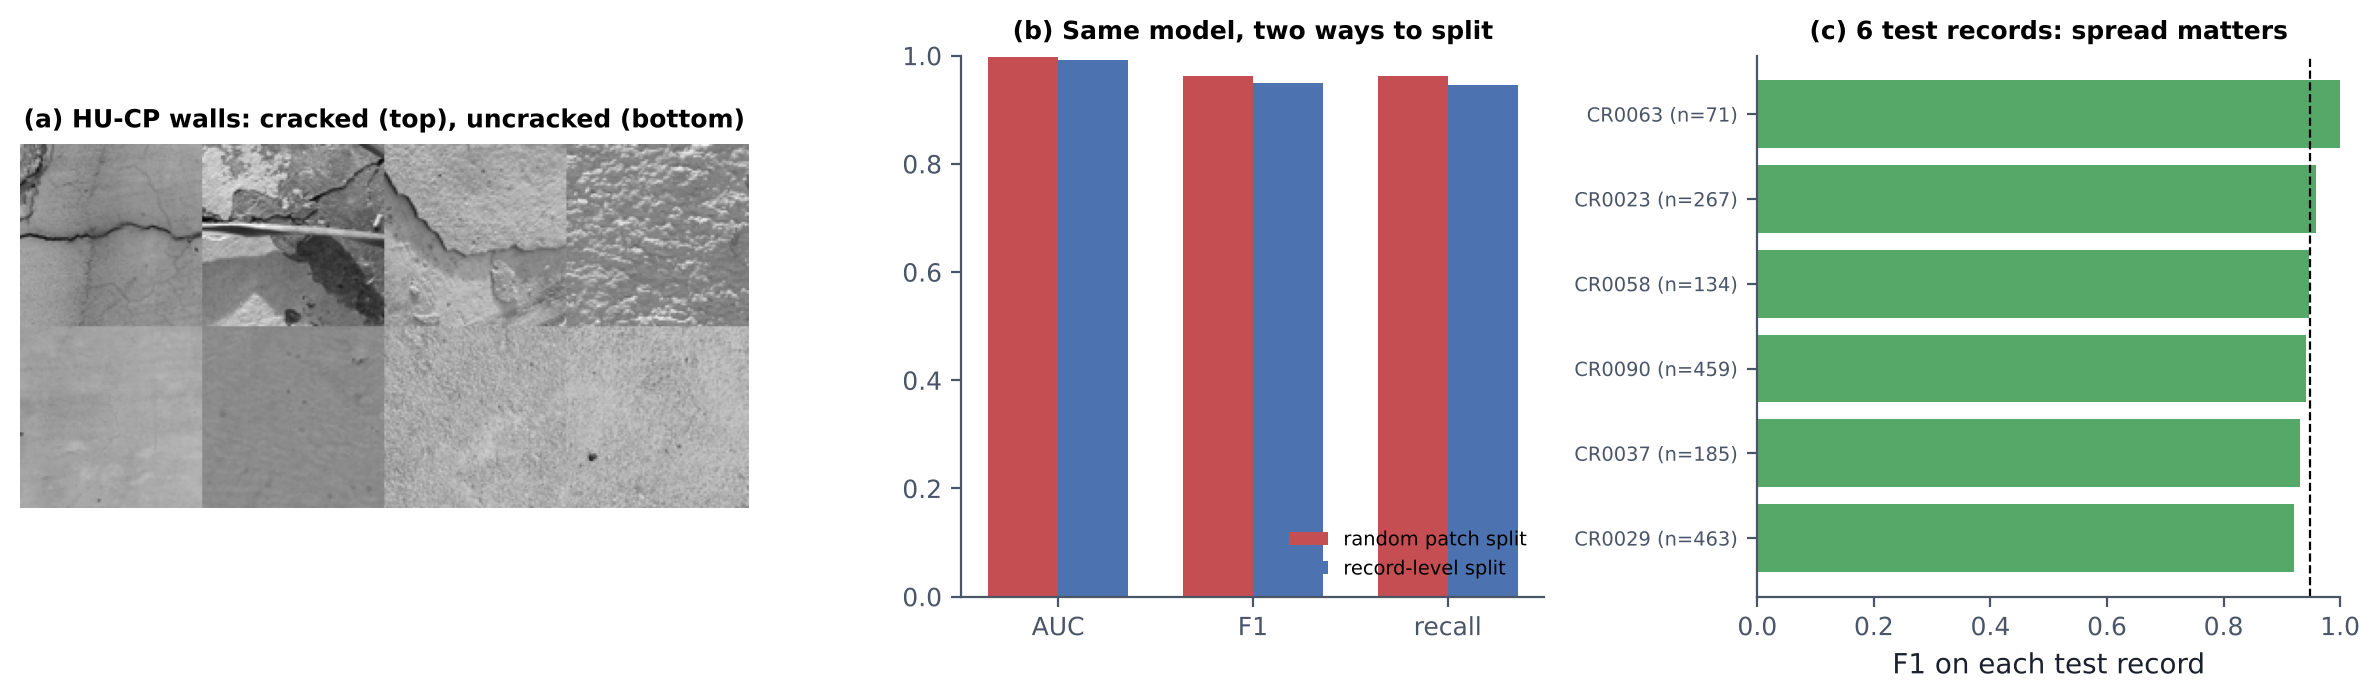 (a) HU-CP walls: cracked (top), uncracked (bottom)
(b) Same model, two ways to split
1.0
0.8
0.6
0.4
0.2
0.0
AUC
F1
recall
random patch split
record-level split
(c) 6 test records: spread matters
CR0063 (n=71)
CR0023 (n=267)
CR0058 (n=134)
CR0090 (n=459)
CR0037 (n=185)
CR0029 (n=463)
0.0
0.2
0.4
0.6
0.8
1.0
F1 on each test record